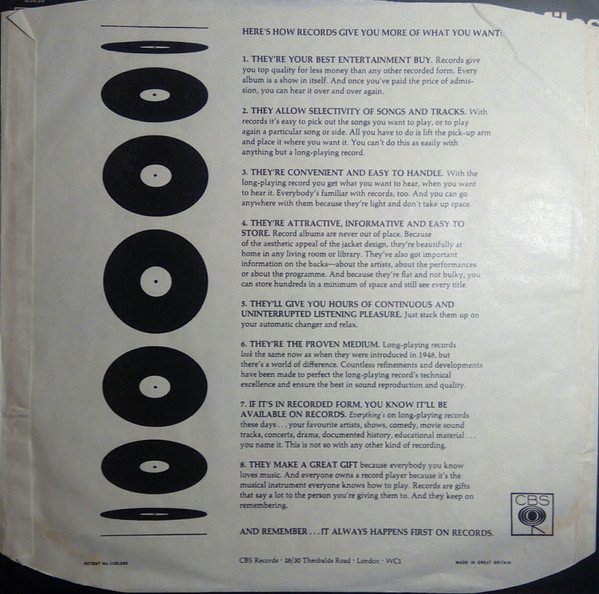 HERE'S HOW RECORDS GIVE YOU MORE OF WHAT YOU WANT:
1. THEY'RE YOUR BEST ENTERTAINMENT BUY. Records give
you top quality for less money than any other recorded form. Every
album is a show in itself. And once you've paid the price of admis-
sion, you can hear it over and over again.
2. THEY ALLOW SELECTIVITY OF SONGS AND TRACKS. With
records it's easy to pick out the songs you want to play, or to play
again a particular song or side. All you have to do is lift the pick-up arm
and place it where you want it. You can't do this as easily with
anything but a long-playing record.
3. THEY'RE CONVENIENT AND EASY TO HANDLE. With the
long-playing record you get what you want to hear, when you want
to hear it. Everybody's familiar with records, too. And you can go
anywhere with them because they're light and don't take up space.
4. THEY'RE ATTRACTIVE, INFORMATIVE AND EASY TO
STORE. Record albums are never out of place. Because
of the aesthetic appeal of the jacket design, they're beautifully at
home in any living room or library. They've also got important
information on the backs—about the artists, about the performances
or about the programme. And because they're flat and not bulky, you
can store hundreds in a minimum of space and still see every title.
5. THEY'LL GIVE YOU HOURS OF CONTINUOUS AND
UNINTERRUPTED LISTENING PLEASURE. Just stack them up on
your automatic changer and relax.
6. THEY'RE THE PROVEN MEDIUM. Long-playing records
look the same now as when they were introduced in 1948, but
there's a world of difference. Countless refinements and developments
have been made to perfect the long-playing record's technical
excellence and ensure the best in sound reproduction and quality.
7. IF IT'S IN RECORDED FORM, YOU KNOW IT'LL BE
AVAILABLE ON RECORDS. Everything's on long-playing records
these days . . . your favourite artists, shows, comedy, movie sound
tracks, concerts, drama, documented history, educational material . . .
you name it. This is not so with any other kind of recording.
8. THEY MAKE A GREAT GIFT because everybody you know
loves music. And everyone owns a record player because it's the
musical instrument everyone knows how to play. Records are gifts
that say a lot to the person you're giving them to. And they keep on
remembering.
AND REMEMBER . . . IT ALWAYS HAPPENS FIRST ON RECORDS.
CBS
CBS Records · 28/30 Theobalds Road · London · WC1
MADE IN GREAT BRITAIN